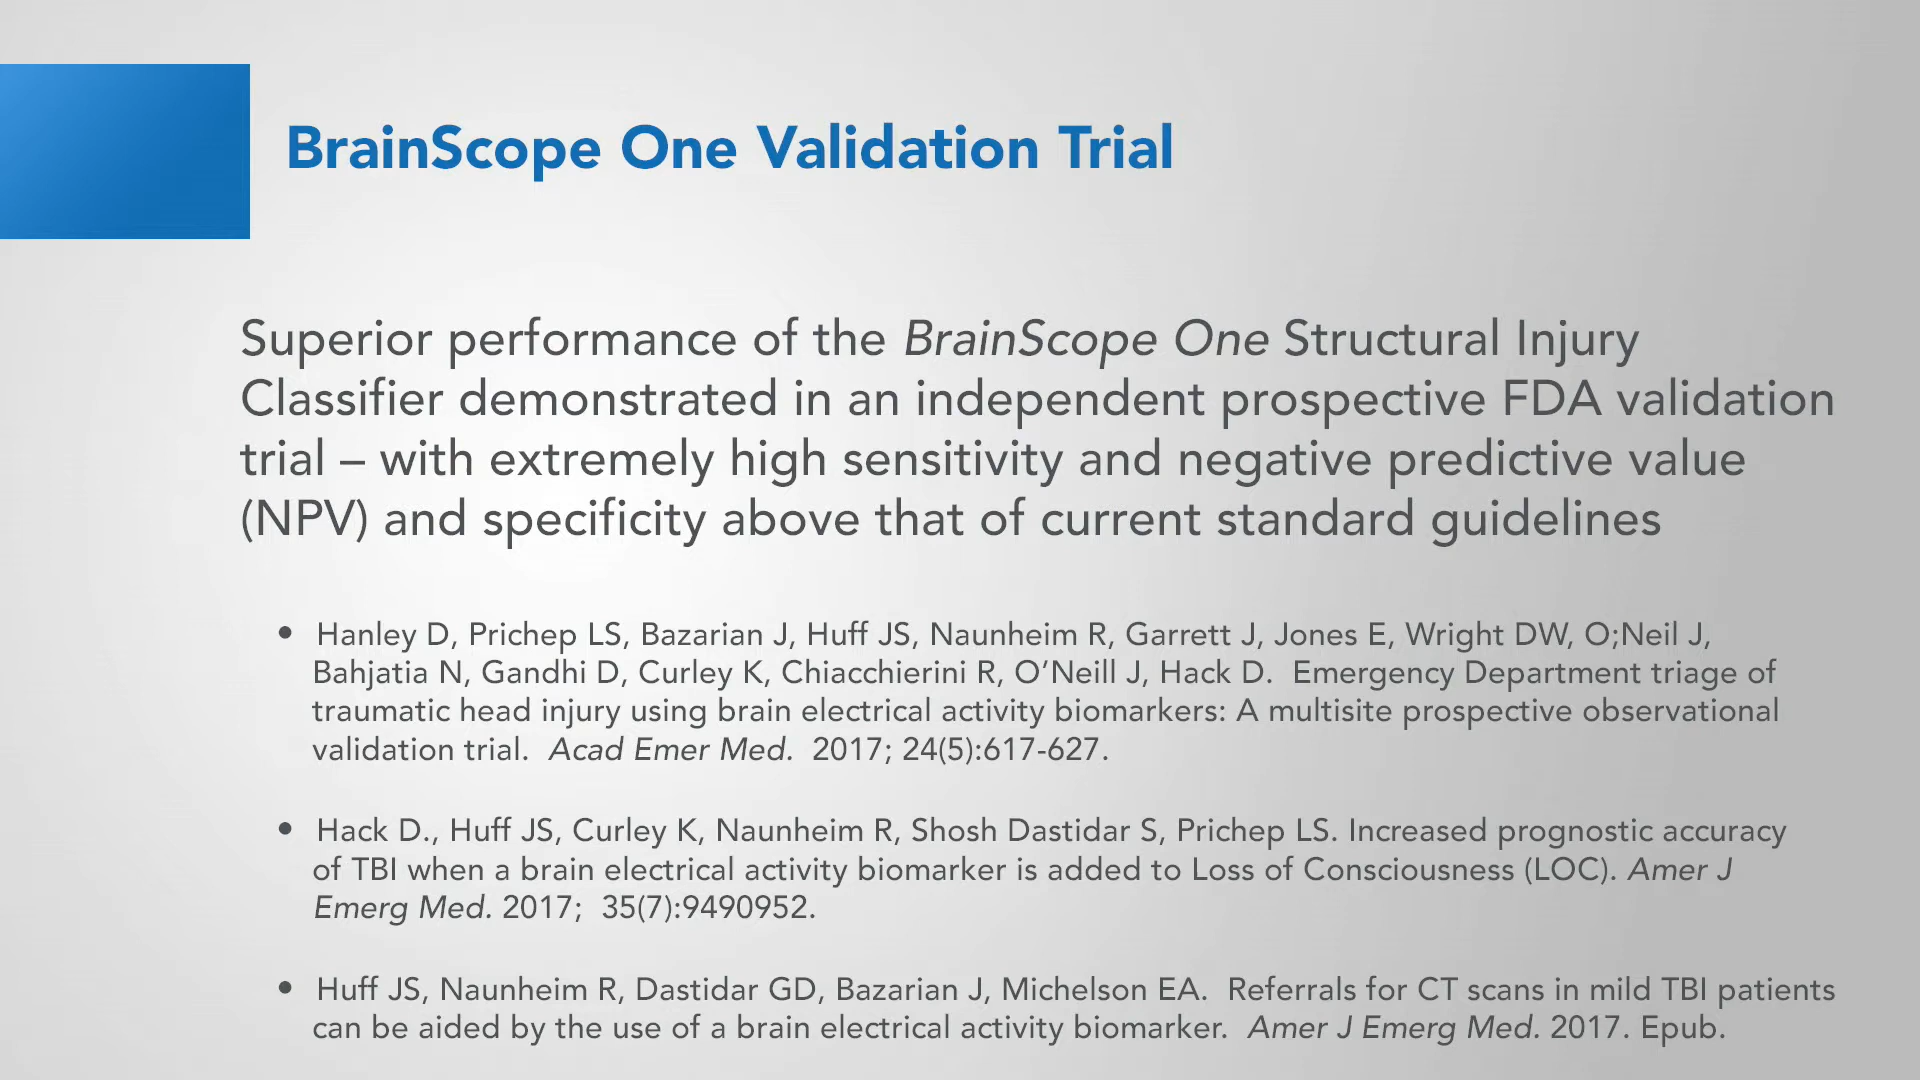 BrainScope One Validation Trial
Superior performance of the BrainScope One Structural Injury
Classifier demonstrated in an independent prospective FDA validation
trial – with extremely high sensitivity and negative predictive value
(NPV) and specificity above that of current standard guidelines
• Hanley D, Prichep LS, Bazarian J, Huff JS, Naunheim R, Garrett J, Jones E, Wright DW, O;Neil J,
Bahjatia N, Gandhi D, Curley K, Chiacchierini R, O’Neill J, Hack D.  Emergency Department triage of
traumatic head injury using brain electrical activity biomarkers: A multisite prospective observational
validation trial.  Acad Emer Med.  2017; 24(5):617-627.
• Hack D., Huff JS, Curley K, Naunheim R, Shosh Dastidar S, Prichep LS. Increased prognostic accuracy
of TBI when a brain electrical activity biomarker is added to Loss of Consciousness (LOC). Amer J
Emerg Med. 2017;  35(7):9490952.
• Huff JS, Naunheim R, Dastidar GD, Bazarian J, Michelson EA.  Referrals for CT scans in mild TBI patients
can be aided by the use of a brain electrical activity biomarker.  Amer J Emerg Med. 2017. Epub.